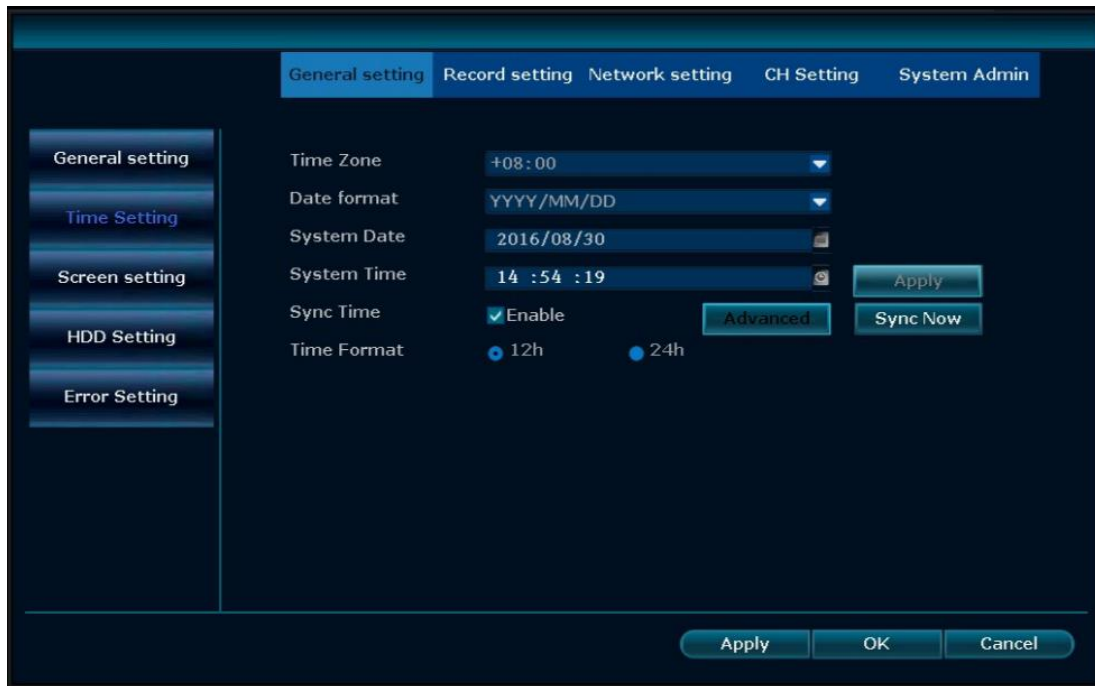 General setting Record setting Network setting CH Setting System Admin
General setting
Time Setting
Screen setting
HDD Setting
Error Setting
Time Zone +08:00
Date format YYYY/MM/DD
System Date 2016/08/30
System Time 14 :54 :19 Apply
Sync Time Enable Advanced Sync Now
Time Format 12h 24h
Apply OK Cancel